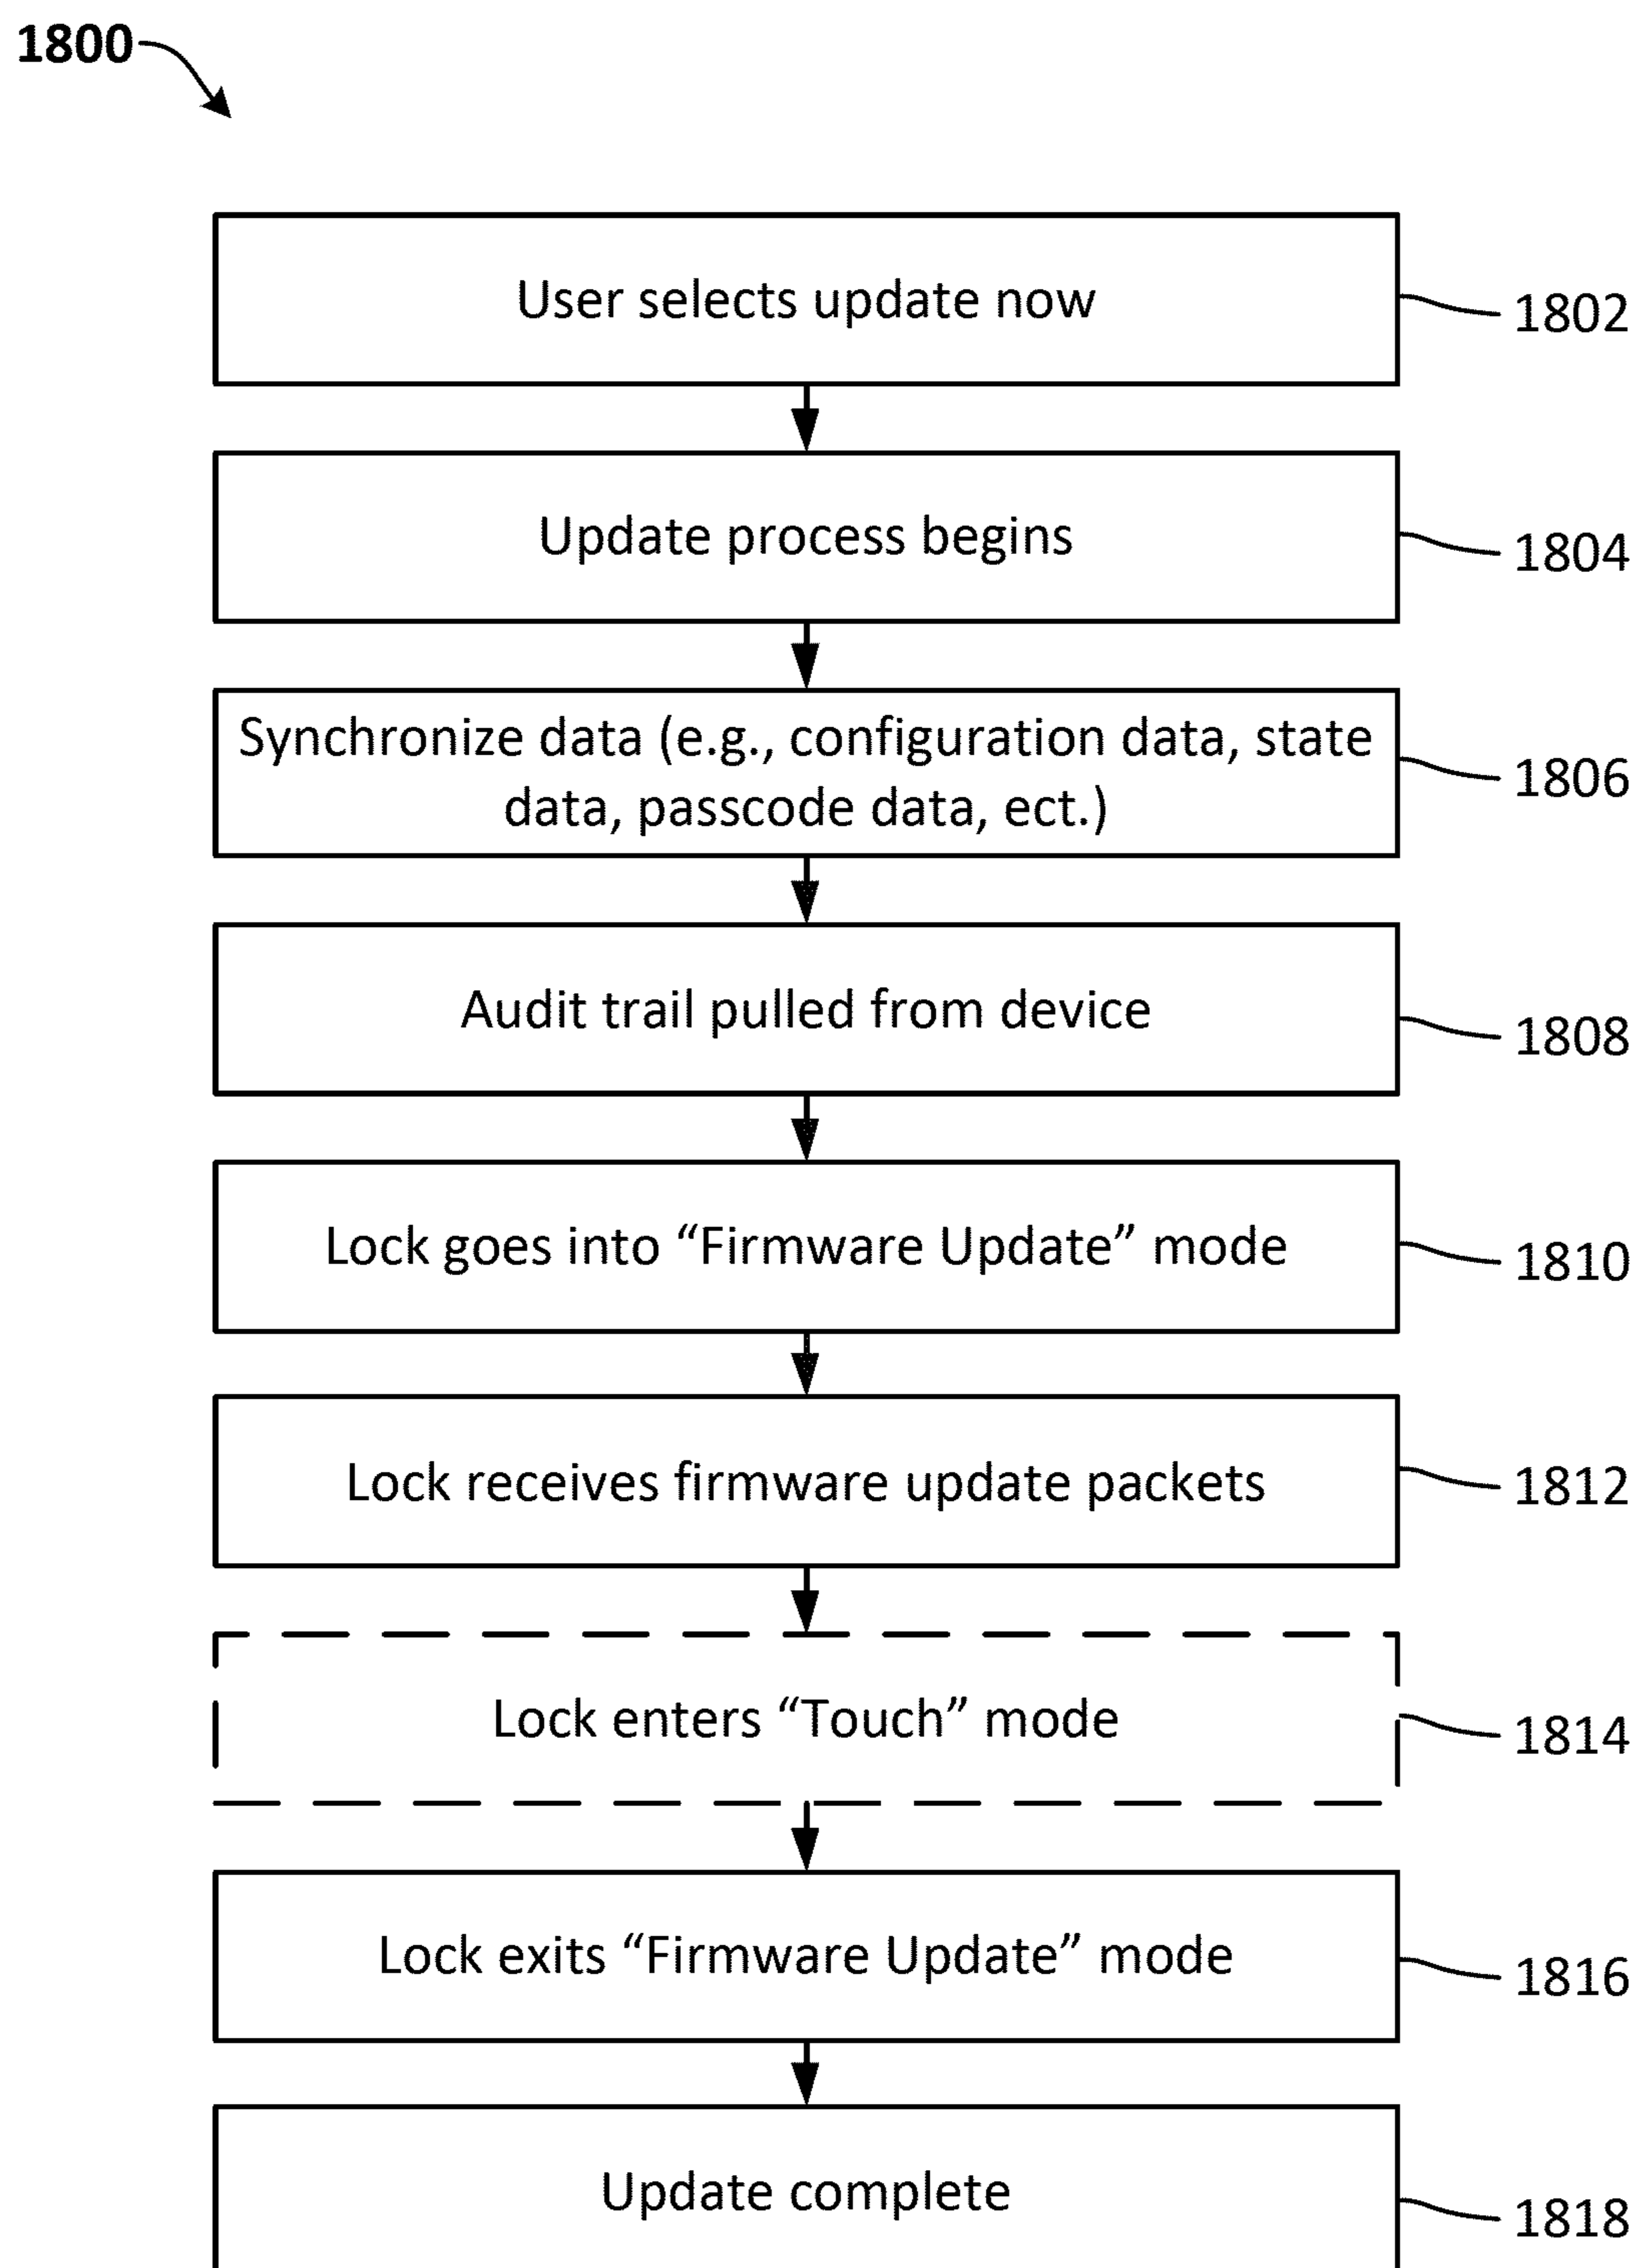 1800
User selects update now
1802
Update process begins
1804
Synchronize data (e.g., configuration data, state
data, passcode data, ect.)
1806
Audit trail pulled from device
1808
Lock goes into “Firmware Update” mode
1810
Lock receives firmware update packets
1812
Lock enters “Touch” mode
1814
Lock exits “Firmware Update” mode
1816
Update complete
1818